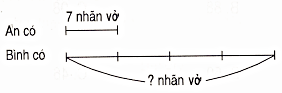 7 nhãn vở
An có
Bình có
? nhãn vở